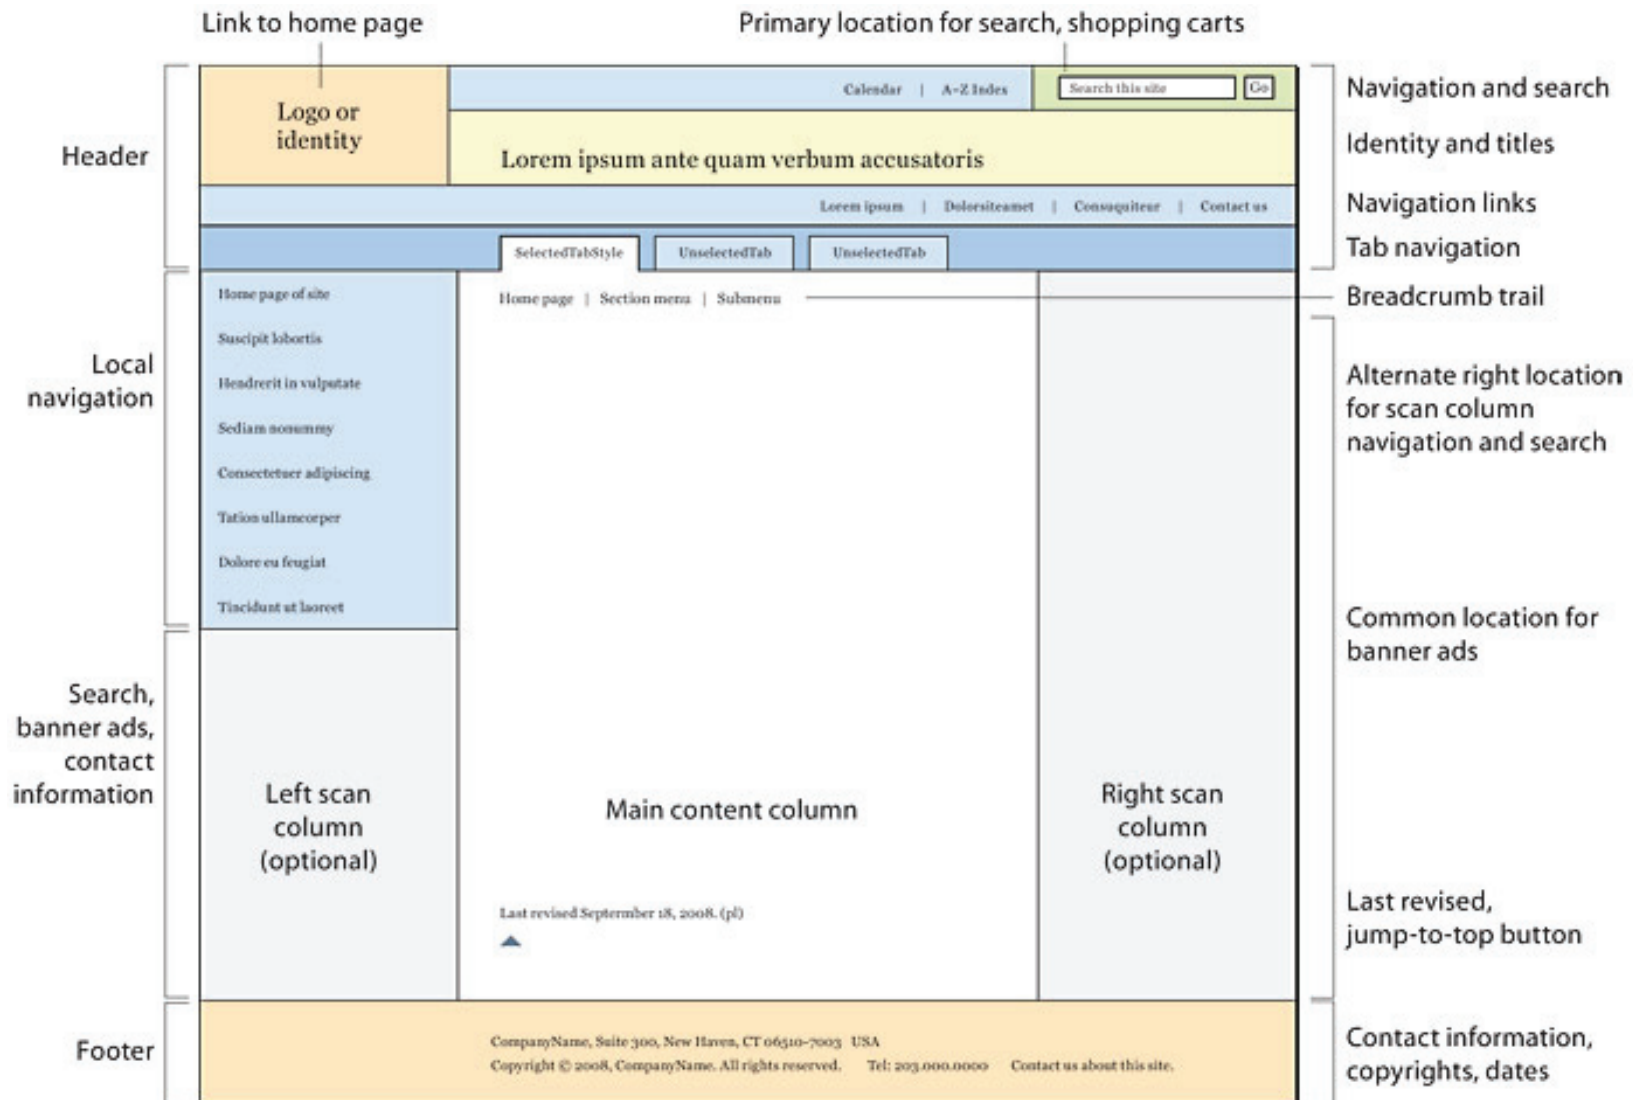 Link to home page
Primary location for search, shopping carts
Header
Logo or
identity
Calendar | A–Z Index
Search this site
Go
Navigation and search
Lorem ipsum ante quam verbum accusatoris
Identity and titles
Lorem ipsum | Dolorsiteamet | Consuquiteur | Contact us
Navigation links
SelectedTabStyle
UnselectedTab
UnselectedTab
Tab navigation
Local
navigation
Home page of site
Suscipit lobortis
Hendrerit in vulputate
Sediam nonummy
Consectetuer adipiscing
Tation ullamcorper
Dolore eu feugiat
Tincidunt ut laoreet
Home page | Section menu | Submenu
Breadcrumb trail
Alternate right location
for scan column
navigation and search
Common location for
banner ads
Search,
banner ads,
contact
information
Left scan
column
(optional)
Main content column
Right scan
column
(optional)
Last revised Septermber 18, 2008. (pl)
Last revised,
jump-to-top button
Footer
CompanyName, Suite 300, New Haven, CT 06510-7003 USA
Copyright © 2008, CompanyName. All rights reserved. Tel: 203.000.0000 Contact us about this site.
Contact information,
copyrights, dates